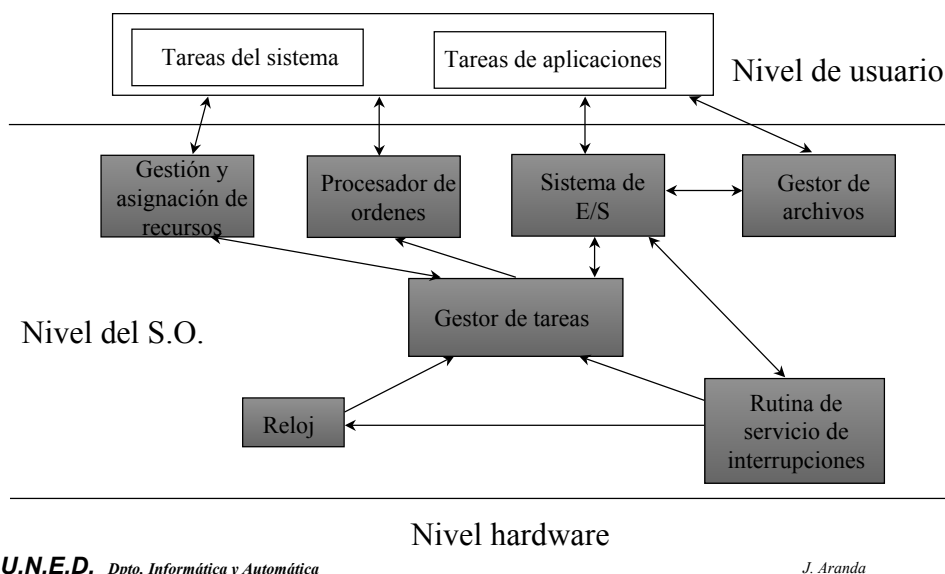 Tareas del sistema
Tareas de aplicaciones
Nivel de usuario
Gestión y
asignación de
recursos
Procesador de
ordenes
Sistema de
E/S
Gestor de
archivos
Gestor de tareas
Nivel del S.O.
Reloj
Rutina de
servicio de
interrupciones
Nivel hardware
U.N.E.D. Dpto. Informática y Automática
J. Aranda